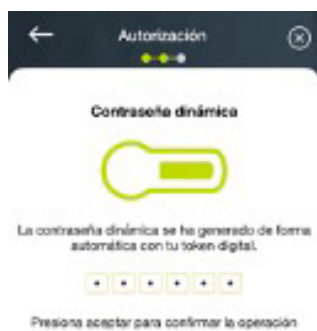 Autorización
Contraseña dinámica
La contraseña dinámica se ha generado de forma
automática con tu token digital.
Presiona aceptar para confirmar la operación